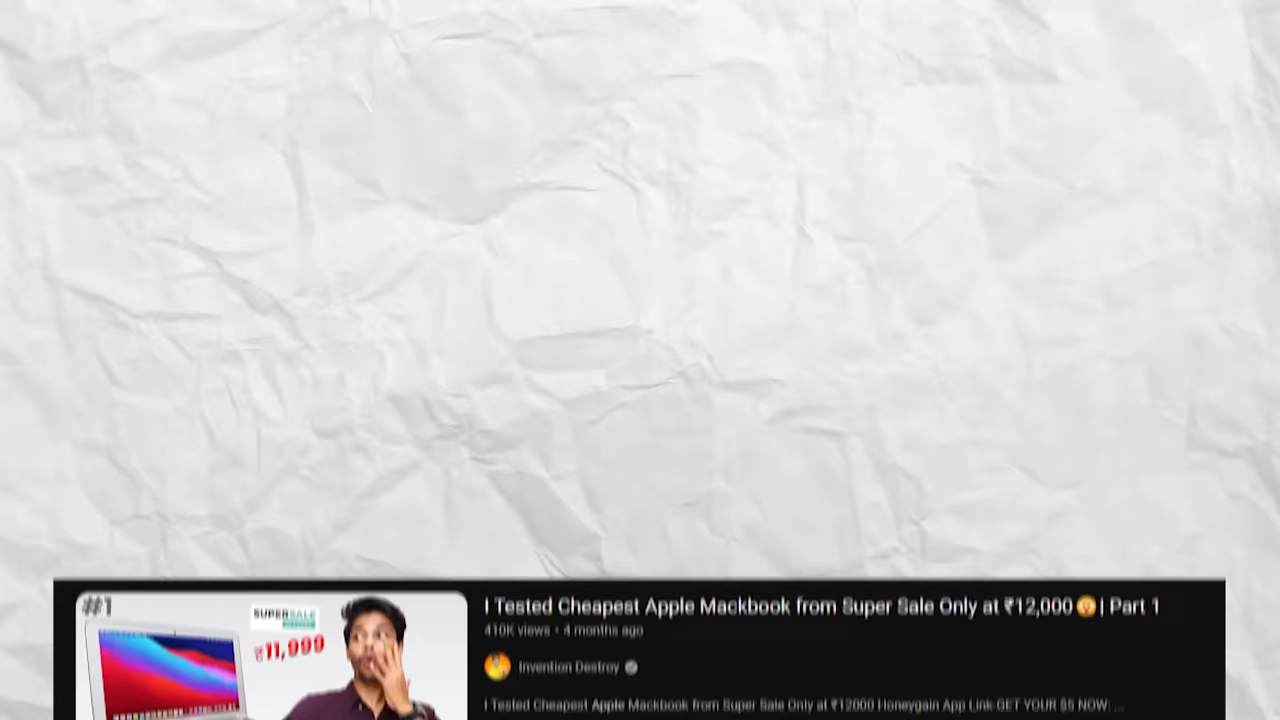 #1
SUPERSALE
₹11,999
I Tested Cheapest Apple Mackbook from Super Sale Only at ₹12,000😳 | Part 1
410K views • 4 months ago
Invention Destroy
I Tested Cheapest Apple Mackbook from Super Sale Only at ₹12000 Honeygain App Link:GET YOUR $5 NOW: ...